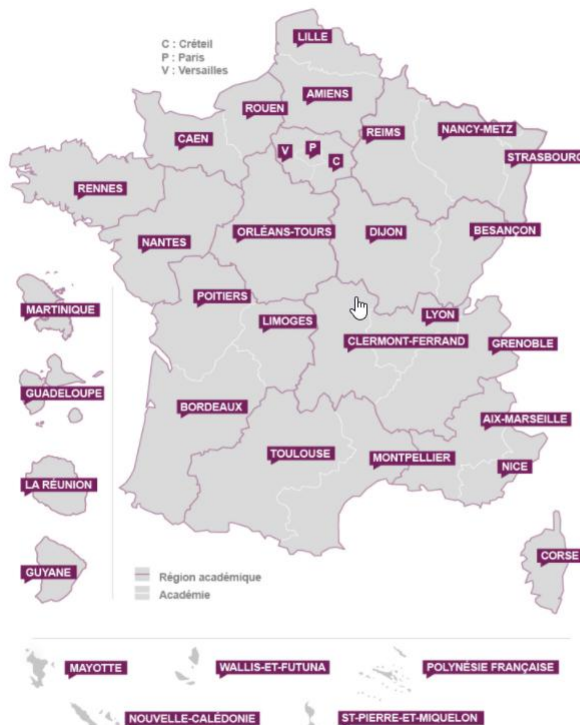 LILLE
C : Créteil
P : Paris
V : Versailles
AMIENS
ROUEN
NANCY-METZ
REIMS
CAEN
V
P
C
STRASBOURG
RENNES
ORLÉANS-TOURS
DIJON
BESANÇON
NANTES
POITIERS
MARTINIQUE
LYON
LIMOGES
CLERMONT-FERRAND
GRENOBLE
GUADELOUPE
BORDEAUX
AIX-MARSEILLE
TOULOUSE
MONTPELLIER
NICE
LA RÉUNION
CORSE
GUYANE
Région académique
Académie
MAYOTTE
WALLIS-ET-FUTUNA
POLYNÉSIE FRANÇAISE
NOUVELLE-CALÉDONIE
ST-PIERRE-ET-MIQUELON